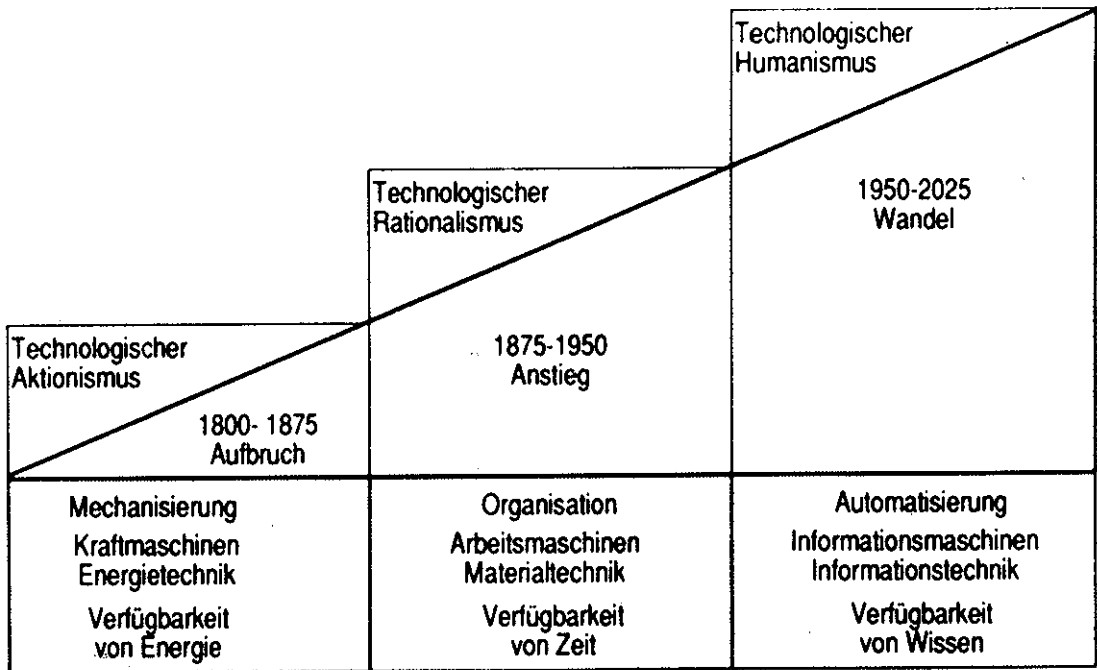 Technologischer
Humanismus
1950-2025
Wandel
Technologischer
Rationalismus
1875-1950
Anstieg
Technologischer
Aktionismus
1800- 1875
Aufbruch
Mechanisierung
Kraftmaschinen
Energietechnik
Verfügbarkeit
von Energie
Organisation
Arbeitsmaschinen
Materialtechnik
Verfügbarkeit
von Zeit
Automatisierung
Informationsmaschinen
Informationstechnik
Verfügbarkeit
von Wissen